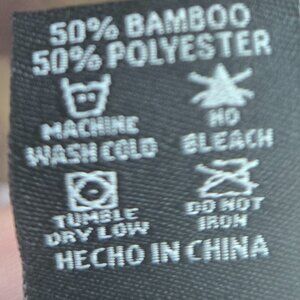 50% BAMBOO
50% POLYESTER
MACHINE
WASH COLD
NO
BLEACH
TUMBLE
DRY LOW
DO NOT
IRON
HECHO IN CHINA